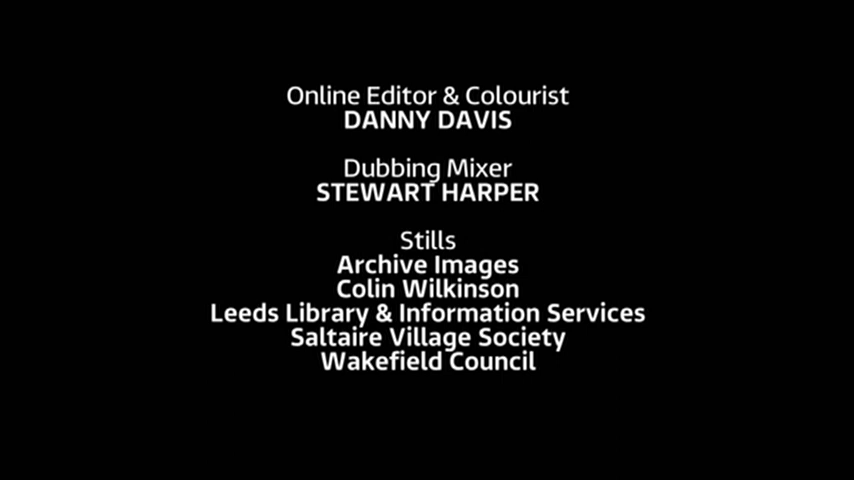 Online Editor & Colourist
DANNY DAVIS
Dubbing Mixer
STEWART HARPER
Stills
Archive Images
Colin Wilkinson
Leeds Library & Information Services
Saltaire Village Society
Wakefield Council